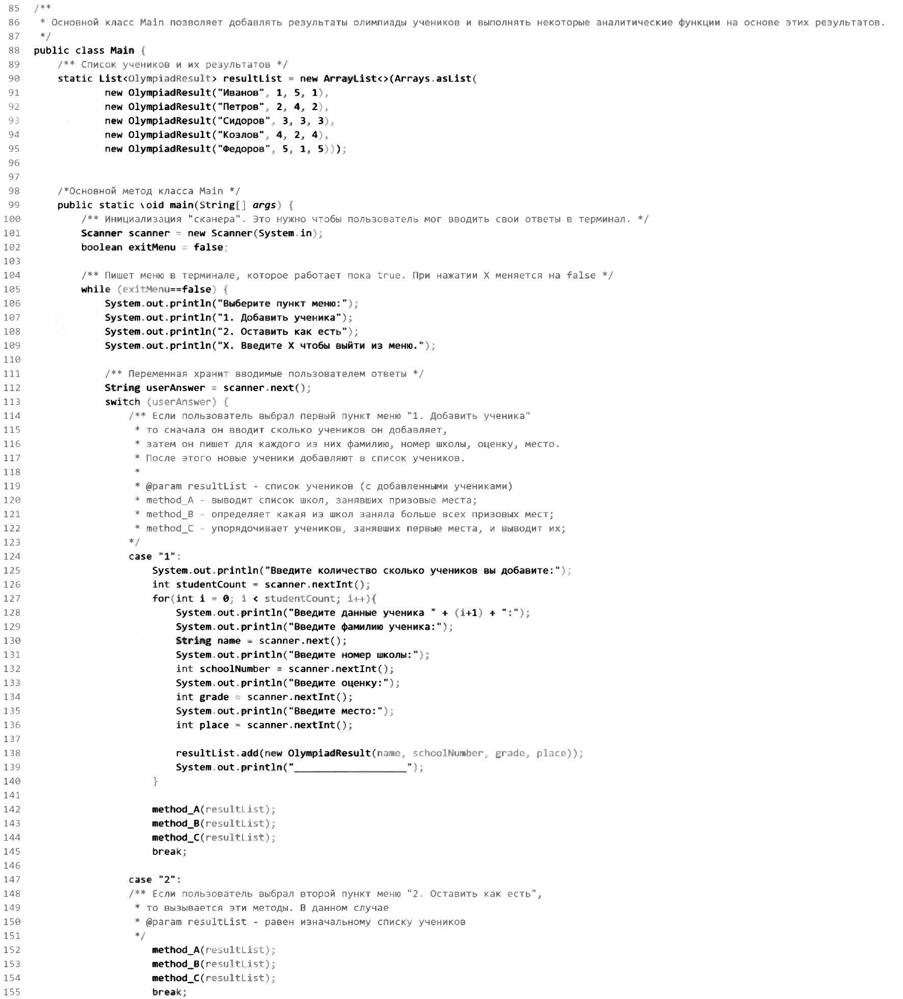 85 /**
86 * Основной класс Main позволяет добавлять результаты олимпиады учеников и выполнять некоторые аналитические функции на основе этих результатов.
87 */
88 public class Main {
89 /** Список учеников и их результатов */
90 static List<OlympiadResult> resultList = new ArrayList<>(Arrays.asList(
91 new OlympiadResult("Иванов", 1, 5, 1),
92 new OlympiadResult("Петров", 2, 4, 2),
93 new OlympiadResult("Сидоров", 3, 3, 3),
94 new OlympiadResult("Козлов", 4, 2, 4),
95 new OlympiadResult("Федоров", 5, 1, 5)));
96
97
98 /*Основной метод класса Main */
99 public static \oid main(String[] args) {
100 /** Инициализация "сканера". Это нужно чтобы пользователь мог вводить свои ответы в терминал. */
101 Scanner scanner = new Scanner(System.in);
102 boolean exitMenu = false;
103
104 /** Пишет меню в терминале, которое работает пока true. При нажатии X меняется на false */
105 while (exitMenu==false) {
106 System.out.println("Выберите пункт меню:");
107 System.out.println("1. Добавить ученика");
108 System.out.println("2. Оставить как есть");
109 System.out.println("X. Введите X чтобы выйти из меню.");
110
111 /** Переменная хранит вводимые пользователем ответы */
112 String userAnswer = scanner.next();
113 switch (userAnswer) {
114 /** Если пользователь выбрал первый пункт меню "1. Добавить ученика"
115 * то сначала он вводит сколько учеников он добавляет,
116 * затем он пишет для каждого из них фамилию, номер школы, оценку, место.
117 * После этого новые ученики добавляют в список учеников.
118 *
119 * @param resultList - список учеников (с добавленными учениками)
120 * method_A - выводит список школ, занявших призовые места;
121 * method_B - определяет какая из школ заняла больше всех призовых мест;
122 * method_C - упорядочивает учеников, занявших первые места, и выводит их;
123 */
124 case "1":
125 System.out.println("Введите количество сколько учеников вы добавите:");
126 int studentCount = scanner.nextInt();
127 for(int i = 0; i < studentCount; i++){
128 System.out.println("Введите данные ученика " + (i+1) + ":");
129 System.out.println("Введите фамилию ученика:");
130 String name = scanner.next();
131 System.out.println("Введите номер школы:");
132 int schoolNumber = scanner.nextInt();
133 System.out.println("Введите оценку:");
134 int grade = scanner.nextInt();
135 System.out.println("Введите место:");
136 int place = scanner.nextInt();
137
138 resultList.add(new OlympiadResult(name, schoolNumber, grade, place));
139 System.out.println("___________________");
140 }
141
142 method_A(resultList);
143 method_B(resultList);
144 method_C(resultList);
145 break;
146
147 case "2":
148 /** Если пользователь выбрал второй пункт меню "2. Оставить как есть",
149 * то вызывается эти методы. В данном случае
150 * @param resultList - равен изначальному списку учеников
151 */
152 method_A(resultList);
153 method_B(resultList);
154 method_C(resultList);
155 break;